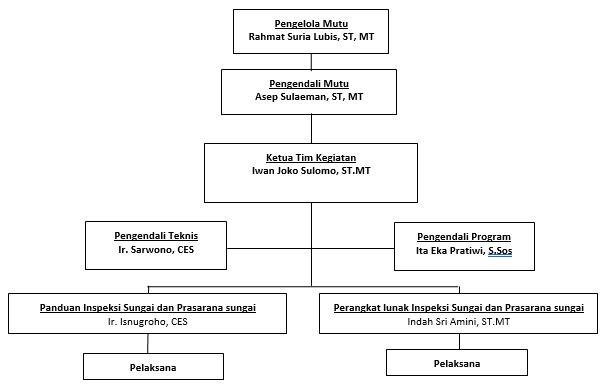 Pengelola Mutu
Rahmat Suria Lubis, ST, MT
Pengendali Mutu
Asep Sulaeman, ST, MT
Ketua Tim Kegiatan
Iwan Joko Sulomo, ST.MT
Pengendali Teknis
Ir. Sarwono, CES
Pengendali Program
Ita Eka Pratiwi, S.Sos
Panduan Inspeksi Sungai dan Prasarana sungai
Ir. Isnugroho, CES
Perangkat lunak Inspeksi Sungai dan Prasarana sungai
Indah Sri Amini, ST.MT
Pelaksana
Pelaksana